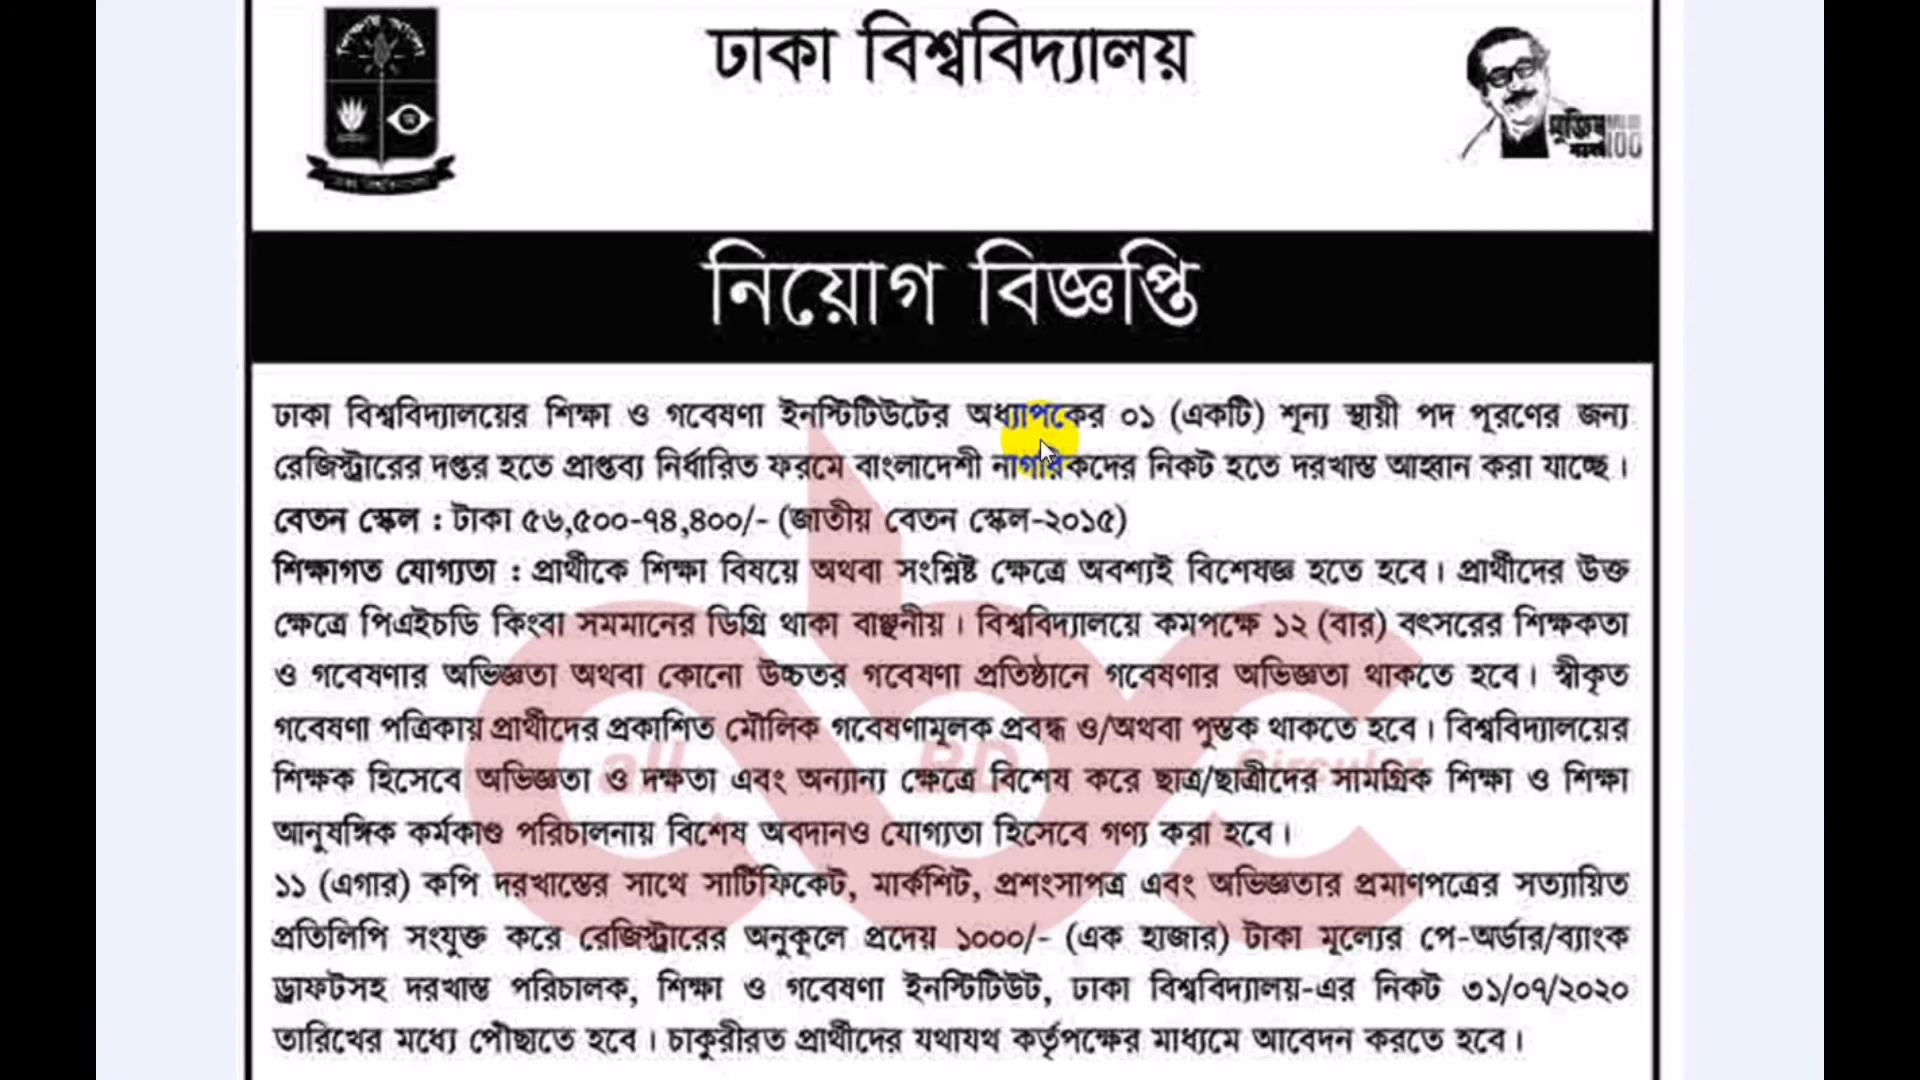 ঢাকা বিশ্ববিদ্যালয়
মুজিব
100
নিয়োগ বিজ্ঞপ্তি
ঢাকা বিশ্ববিদ্যালয়ের শিক্ষা ও গবেষণা ইনস্টিটিউটের অধ্যাপকের ০১ (একটি) শূন্য স্থায়ী পদ পূরণের জন্য
রেজিস্ট্রারের দপ্তর হতে প্রাপ্তব্য নির্ধারিত ফরমে বাংলাদেশী নাগরিকদের নিকট হতে দরখাস্ত আহ্বান করা যাচ্ছে।
বেতন স্কেল : টাকা ৫৬,৫০০-৭৪,৪০০/- (জাতীয় বেতন স্কেল-২০১৫)
শিক্ষাগত যোগ্যতা : প্রার্থীকে শিক্ষা বিষয়ে অথবা সংশ্লিষ্ট ক্ষেত্রে অবশ্যই বিশেষজ্ঞ হতে হবে। প্রার্থীদের উক্ত
ক্ষেত্রে পিএইচডি কিংবা সমমানের ডিগ্রি থাকা বাঞ্ছনীয়। বিশ্ববিদ্যালয়ে কমপক্ষে ১২ (বার) বৎসরের শিক্ষকতা
ও গবেষণার অভিজ্ঞতা অথবা কোনো উচ্চতর গবেষণা প্রতিষ্ঠানে গবেষণার অভিজ্ঞতা থাকতে হবে। স্বীকৃত
গবেষণা পত্রিকায় প্রার্থীদের প্রকাশিত মৌলিক গবেষণামূলক প্রবন্ধ ও/অথবা পুস্তক থাকতে হবে। বিশ্ববিদ্যালয়ের
শিক্ষক হিসেবে অভিজ্ঞতা ও দক্ষতা এবং অন্যান্য ক্ষেত্রে বিশেষ করে ছাত্র/ছাত্রীদের সামগ্রিক শিক্ষা ও শিক্ষা
আনুষঙ্গিক কর্মকাণ্ড পরিচালনায় বিশেষ অবদানও যোগ্যতা হিসেবে গণ্য করা হবে।
১১ (এগার) কপি দরখাস্তের সাথে সার্টিফিকেট, মার্কশিট, প্রশংসাপত্র এবং অভিজ্ঞতার প্রমাণপত্রের সত্যায়িত
প্রতিলিপি সংযুক্ত করে রেজিস্ট্রারের অনুকূলে প্রদেয় ১০০০/- (এক হাজার) টাকা মূল্যের পে-অর্ডার/ব্যাংক
ড্রাফটসহ দরখাস্ত পরিচালক, শিক্ষা ও গবেষণা ইনস্টিটিউট, ঢাকা বিশ্ববিদ্যালয়-এর নিকট ৩১/০৭/২০২০
তারিখের মধ্যে পৌছাতে হবে। চাকুরীরত প্রার্থীদের যথাযথ কর্তৃপক্ষের মাধ্যমে আবেদন করতে হবে।
abc
all BD Circular